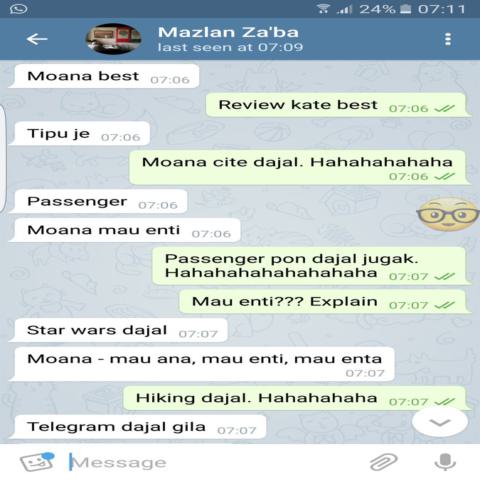 24% 07:11
Mazlan Za'ba
last seen at 07:09
Moana best 07:06
Review kate best 07:06
Tipu je 07:06
Moana cite dajal. Hahahahahaha
07:06
Passenger 07:06
Moana mau enti 07:06
Passenger pon dajal jugak.
Hahahahahahahahaha 07:07
Mau enti??? Explain 07:07
Star wars dajal 07:07
Moana - mau ana, mau enti, mau enta
07:07
Hiking dajal. Hahahahaha 07:07
Telegram dajal gila 07:07
Message